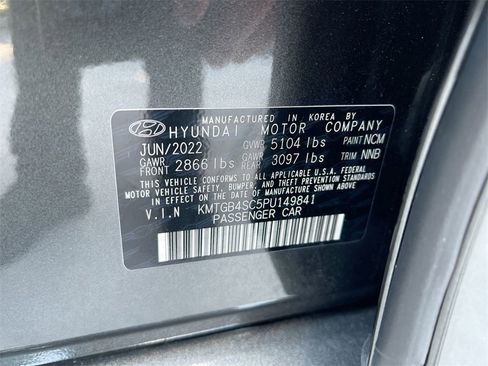 MANUFACTURED IN KOREA BY
HYUNDAI MOTOR COMPANY
JUN/2022 GVWR 5104 lbs PAINT NCM
GAWR FRONT 2866 lbs GAWR REAR 3097 lbs TRIM NNB
THIS VEHICLE CONFORMS TO ALL APPLICABLE U.S.A. FEDERAL
MOTOR VEHICLE SAFETY, BUMPER, AND THEFT PREVENTION STANDARDS
IN EFFECT ON THE DATE OF MANUFACTURE SHOWN ABOVE.
V.I.N KMTGB4SC5PU149841
PASSENGER CAR